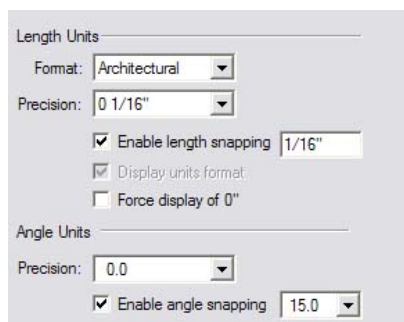 Length Units
Format: Architectural
Precision: 0 1/16"
Enable length snapping 1/16"
Display units format
Force display of 0"
Angle Units
Precision: 0.0
Enable angle snapping 15.0